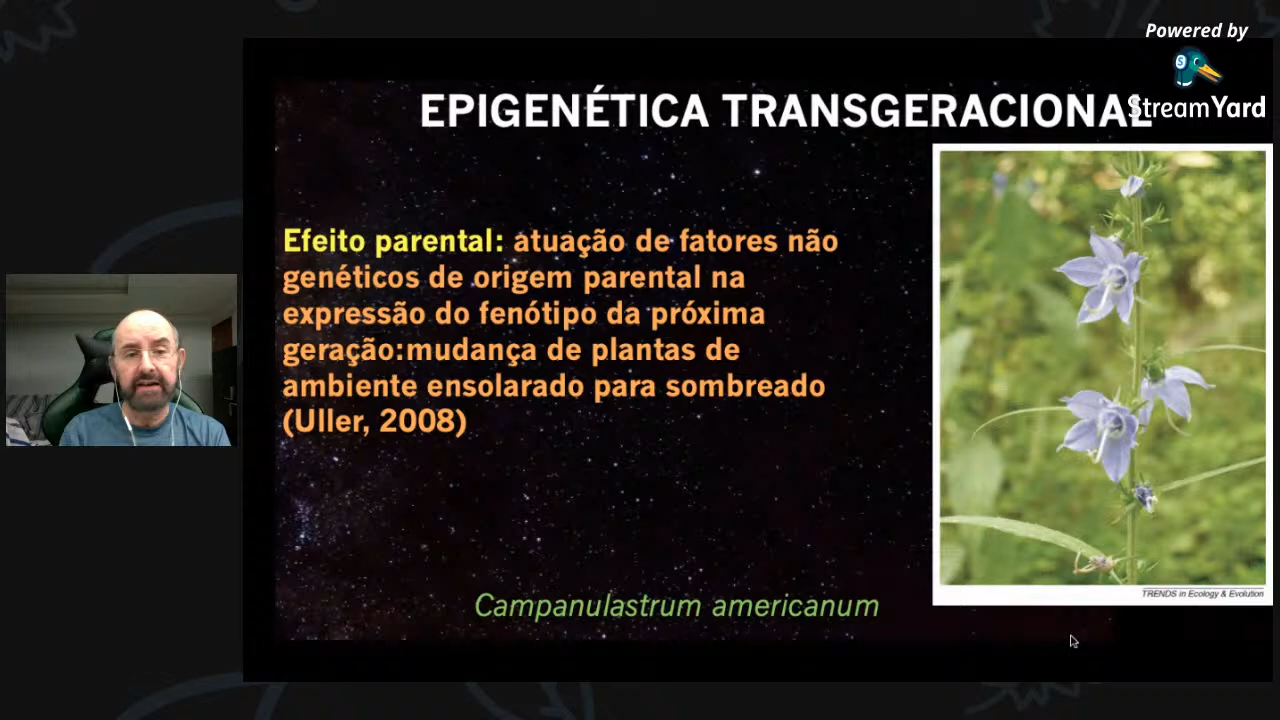 Powered by
StreamYard
EPIGENÉTICA TRANSGERACIONAL
Efeito parental: atuação de fatores não
genéticos de origem parental na
expressão do fenótipo da próxima
geração:mudança de plantas de
ambiente ensolarado para sombreado
(Uller, 2008)
TRENDS in Ecology & Evolution
Campanulastrum americanum